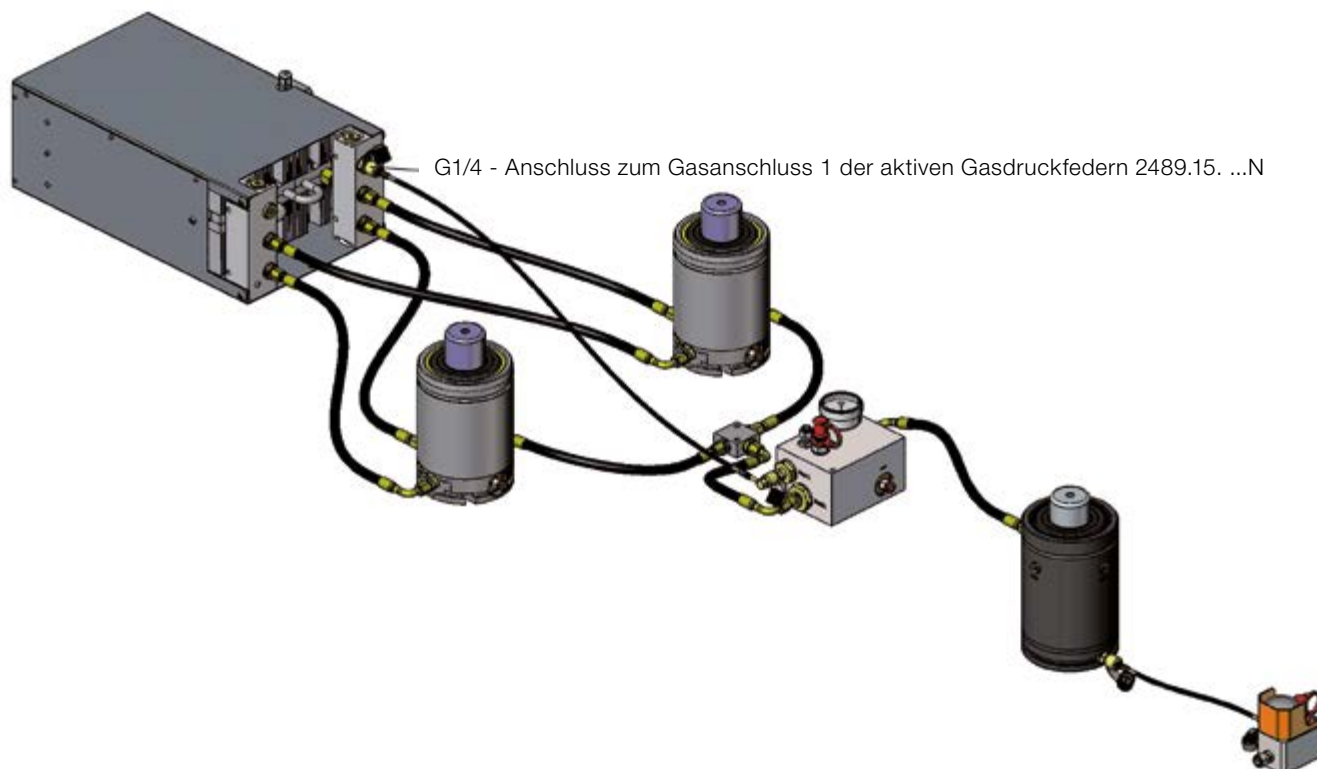 G1/4 - Anschluss zum Gasanschluss 1 der aktiven Gasdruckfedern 2489.15. ...N